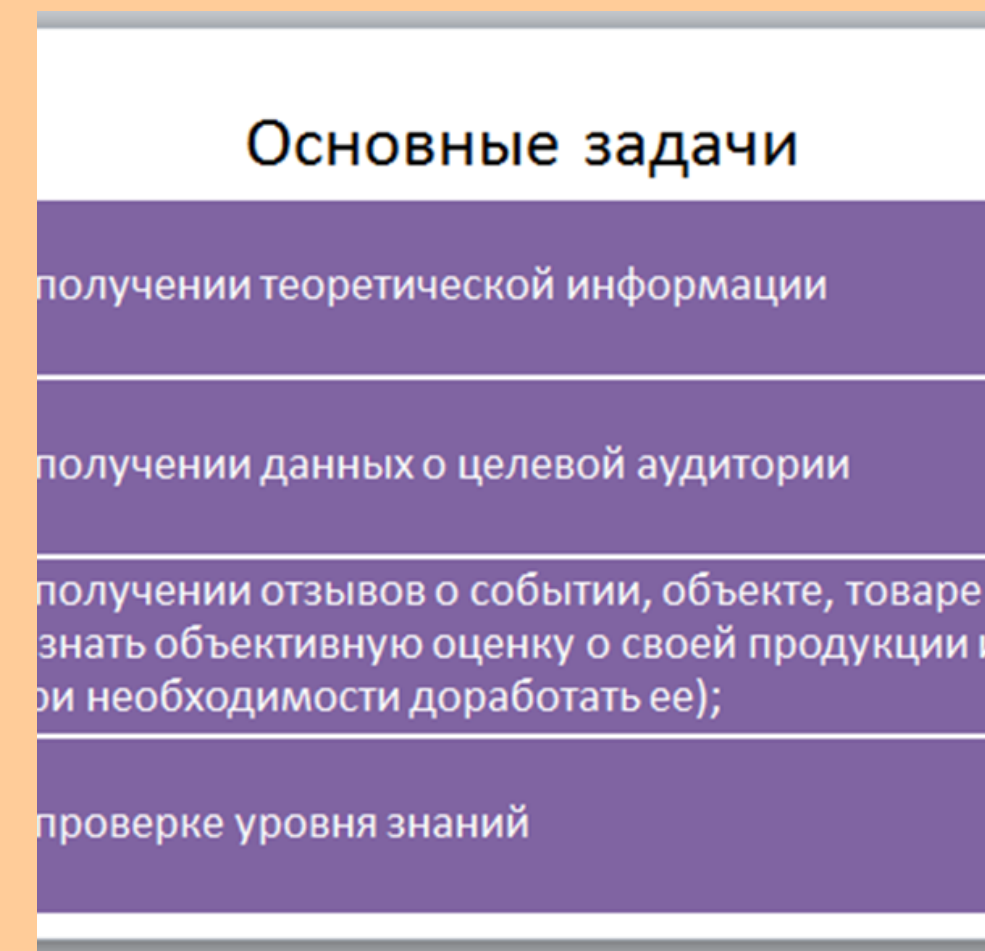 Основные задачи
получении теоретической информации
получении данных о целевой аудитории
получении отзывов о событии, объекте, товаре
знать объективную оценку о своей продукции и
ри необходимости доработать ее);
проверке уровня знаний